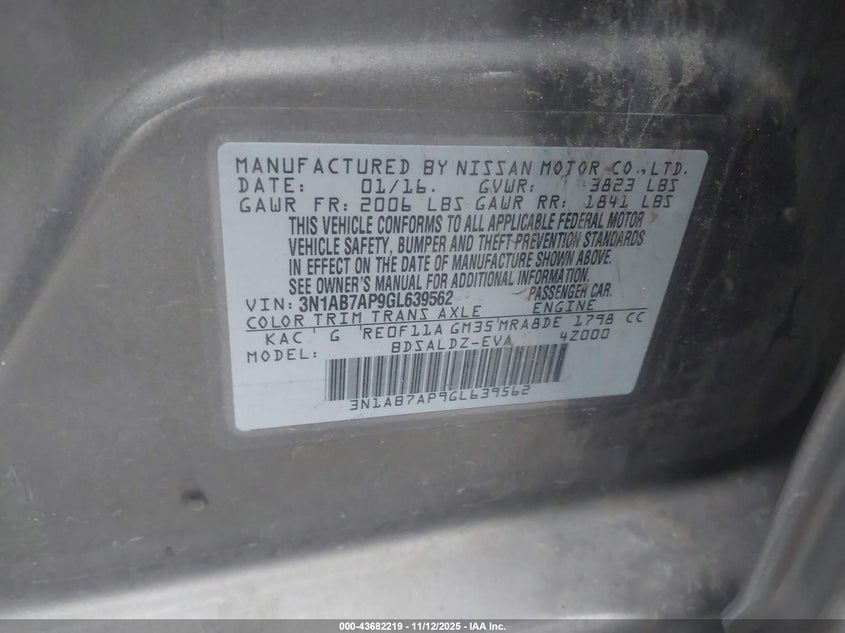 MANUFACTURED BY NISSAN MOTOR CO.,LTD.
DATE: 01/16. GVWR: 3823 LBS
GAWR FR: 2006 LBS GAWR RR: 1841 LBS
THIS VEHICLE CONFORMS TO ALL APPLICABLE FEDERAL MOTOR
VEHICLE SAFETY, BUMPER AND THEFT PREVENTION STANDARDS
IN EFFECT ON THE DATE OF MANUFACTURE SHOWN ABOVE.
SEE OWNER'S MANUAL FOR ADDITIONAL INFORMATION.
VIN: 3N1AB7AP9GL639562 PASSENGER CAR.
COLOR TRIM TRANS AXLE ENGINE
KAC ' G 'RE0F11A GM35'MRA8DE 1798 CC
MODEL: BDSALDZ-EVA 42000
3N1AB7AP9GL639562
000-43682219 - 11/12/2025 - IAA Inc.